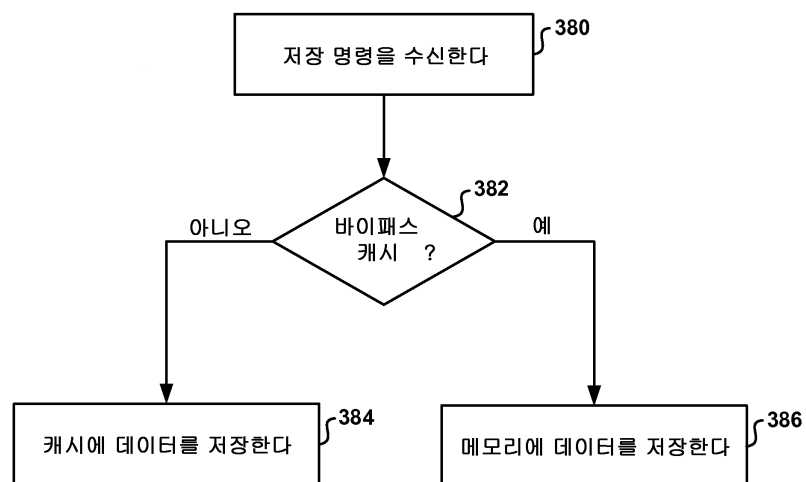 저장 명령을 수신한다
380
382
바이패스
캐시 ?
아니오
예
384
캐시에 데이터를 저장한다
386
메모리에 데이터를 저장한다